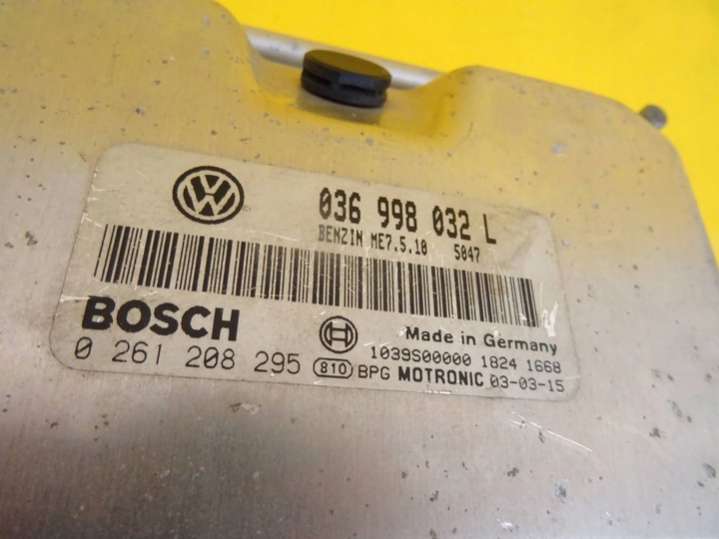 036 998 032 L
BENZIN ME7.5.10 5047
BOSCH
Made in Germany
1039S00000 1824 1668
0 261 208 295 810 BPG MOTRONIC 03-03-15